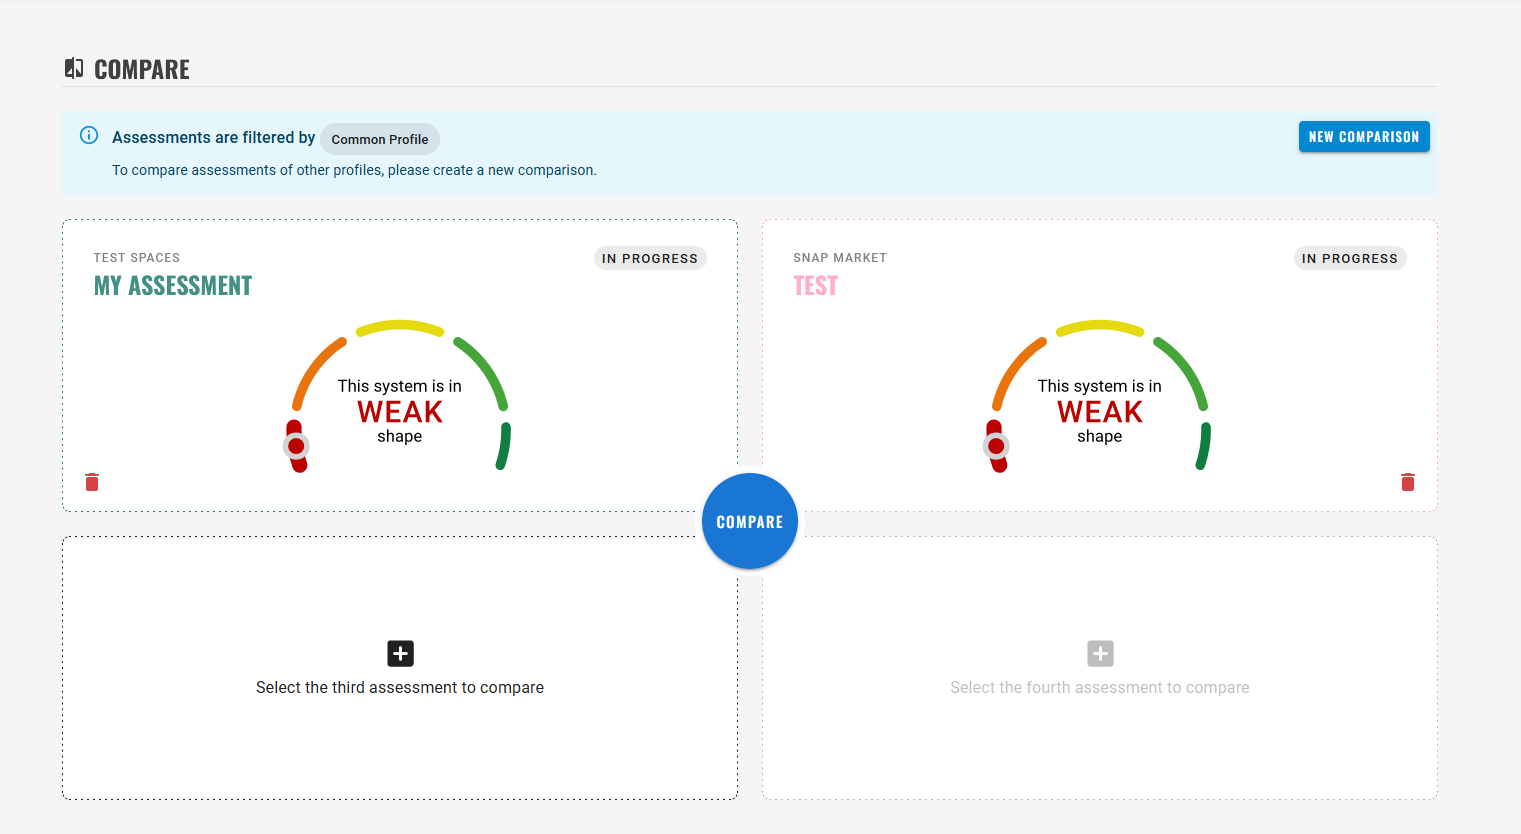 COMPARE
Assessments are filtered by Common Profile
NEW COMPARISON
To compare assessments of other profiles, please create a new comparison.
TEST SPACES
IN PROGRESS
MY ASSESSMENT
This system is in
WEAK
shape
SNAP MARKET
IN PROGRESS
TEST
This system is in
WEAK
shape
COMPARE
Select the third assessment to compare
Select the fourth assessment to compare